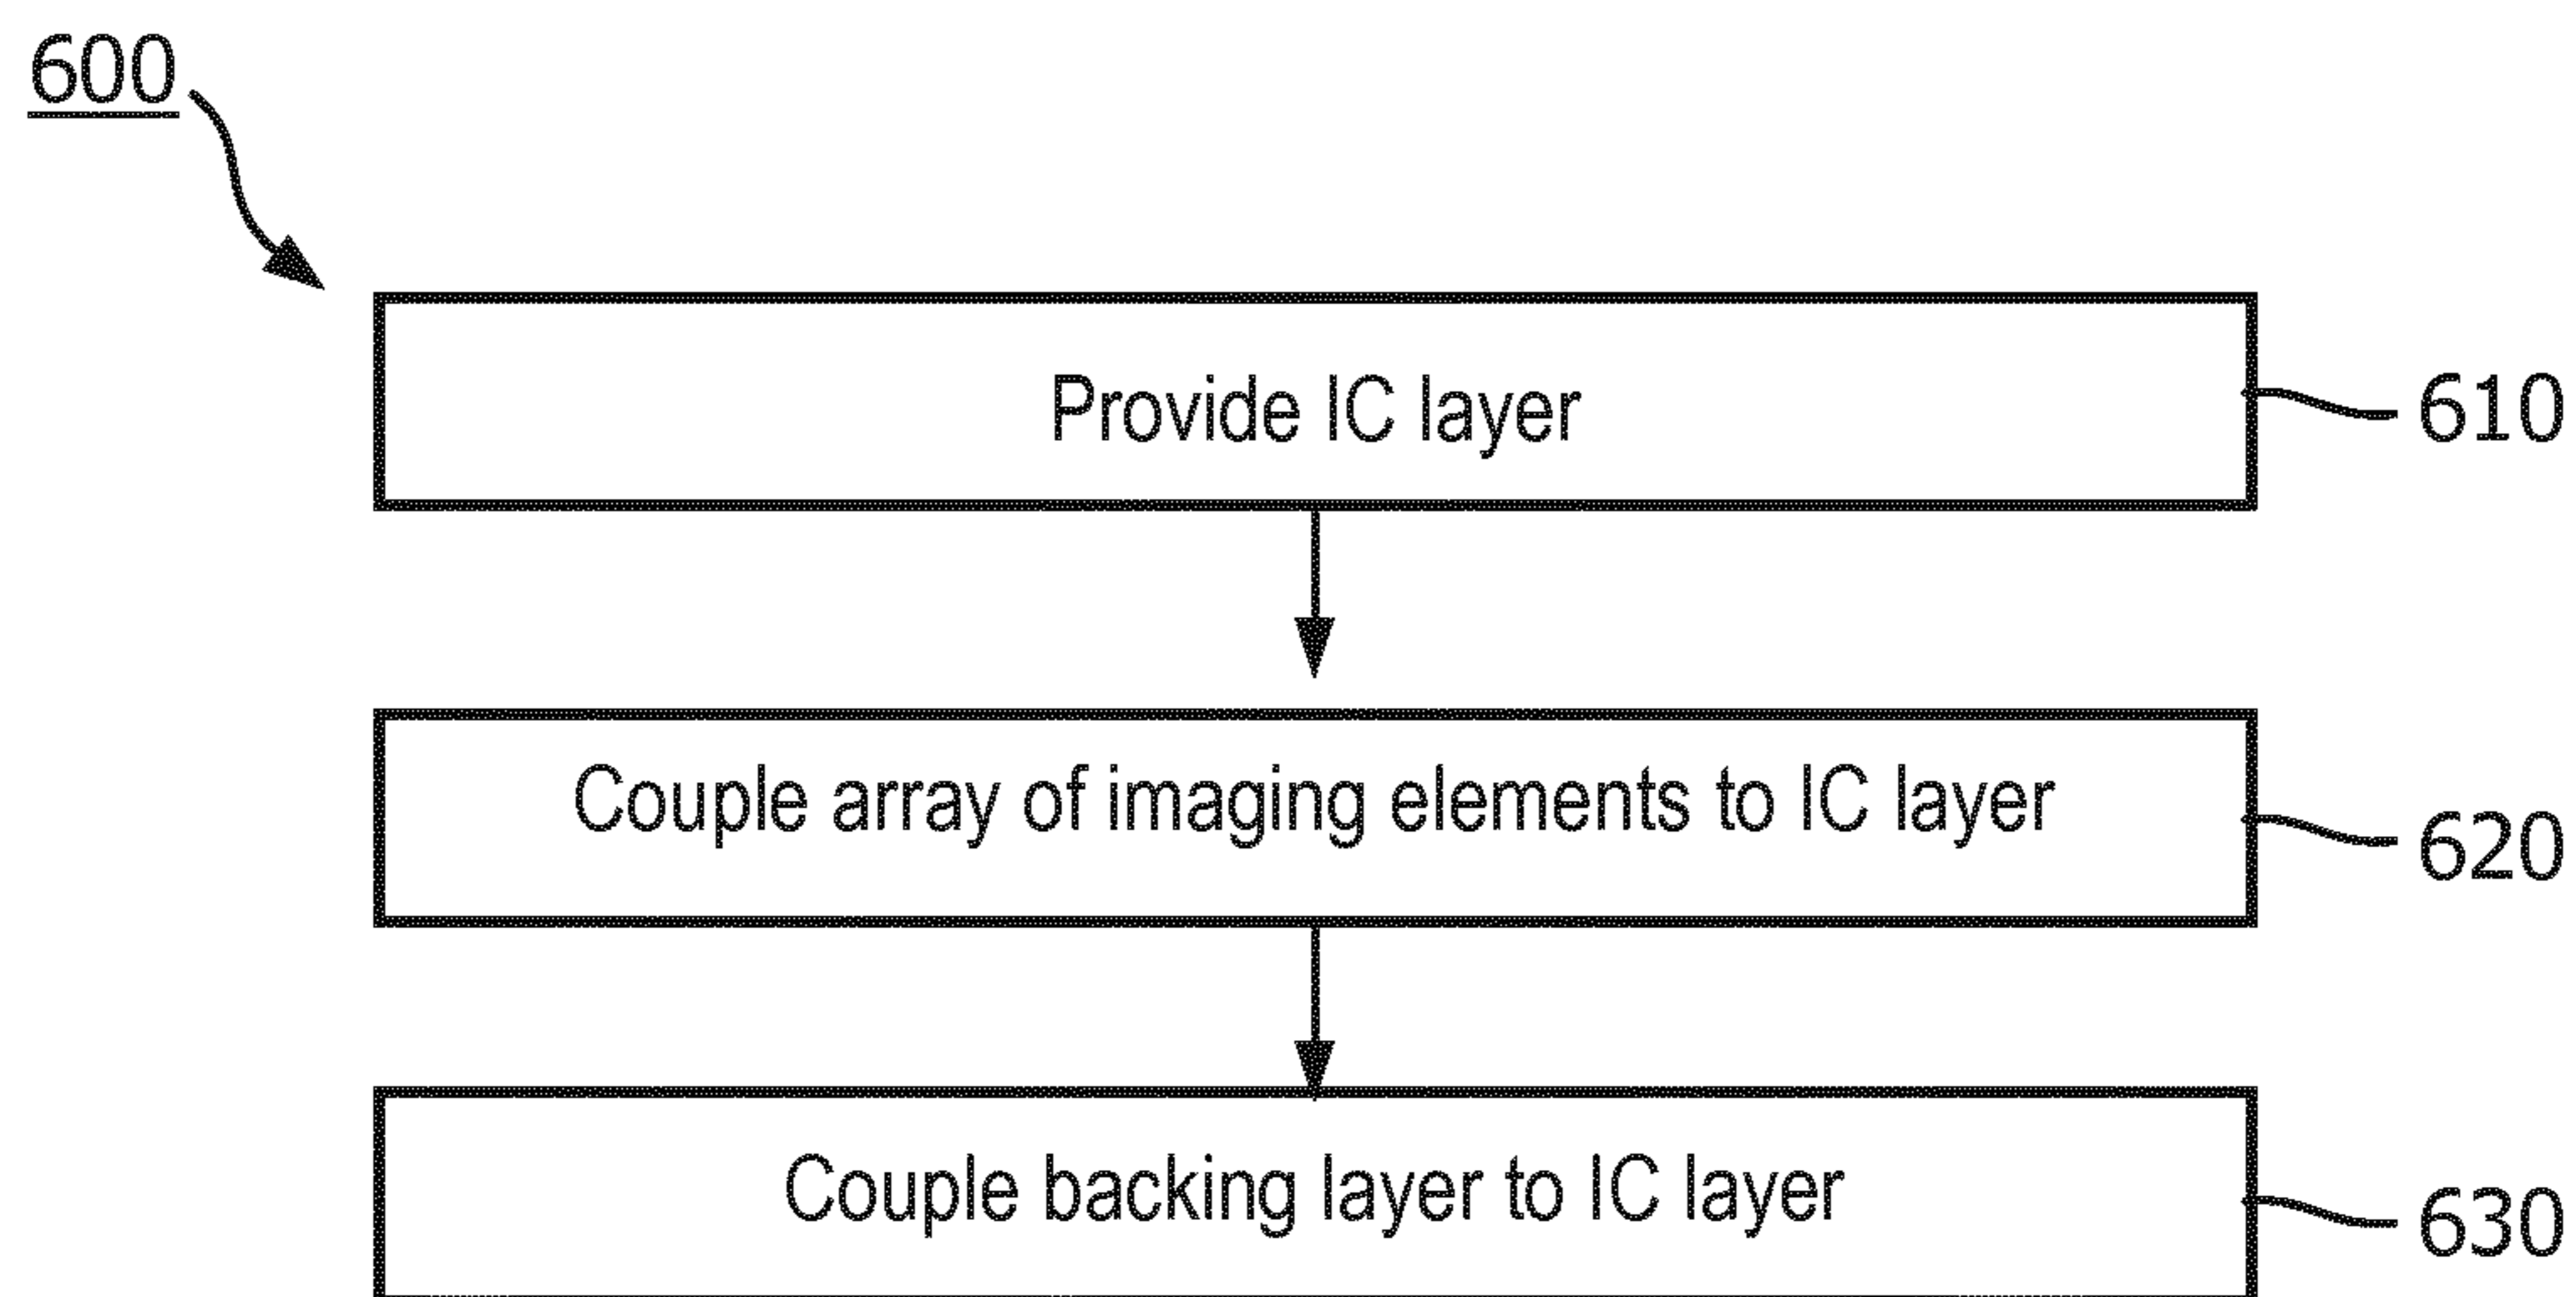 600
Provide IC layer
610
Couple array of imaging elements to IC layer
620
Couple backing layer to IC layer
630